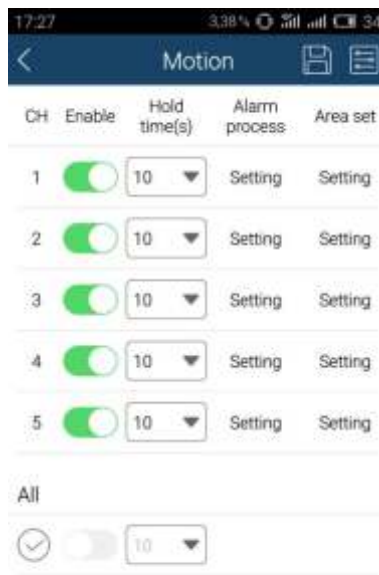 17:27 3,38% 34
Motion
CH Enable Hold time(s) Alarm process Area set
1 10 Setting Setting
2 10 Setting Setting
3 10 Setting Setting
4 10 Setting Setting
5 10 Setting Setting
All
10